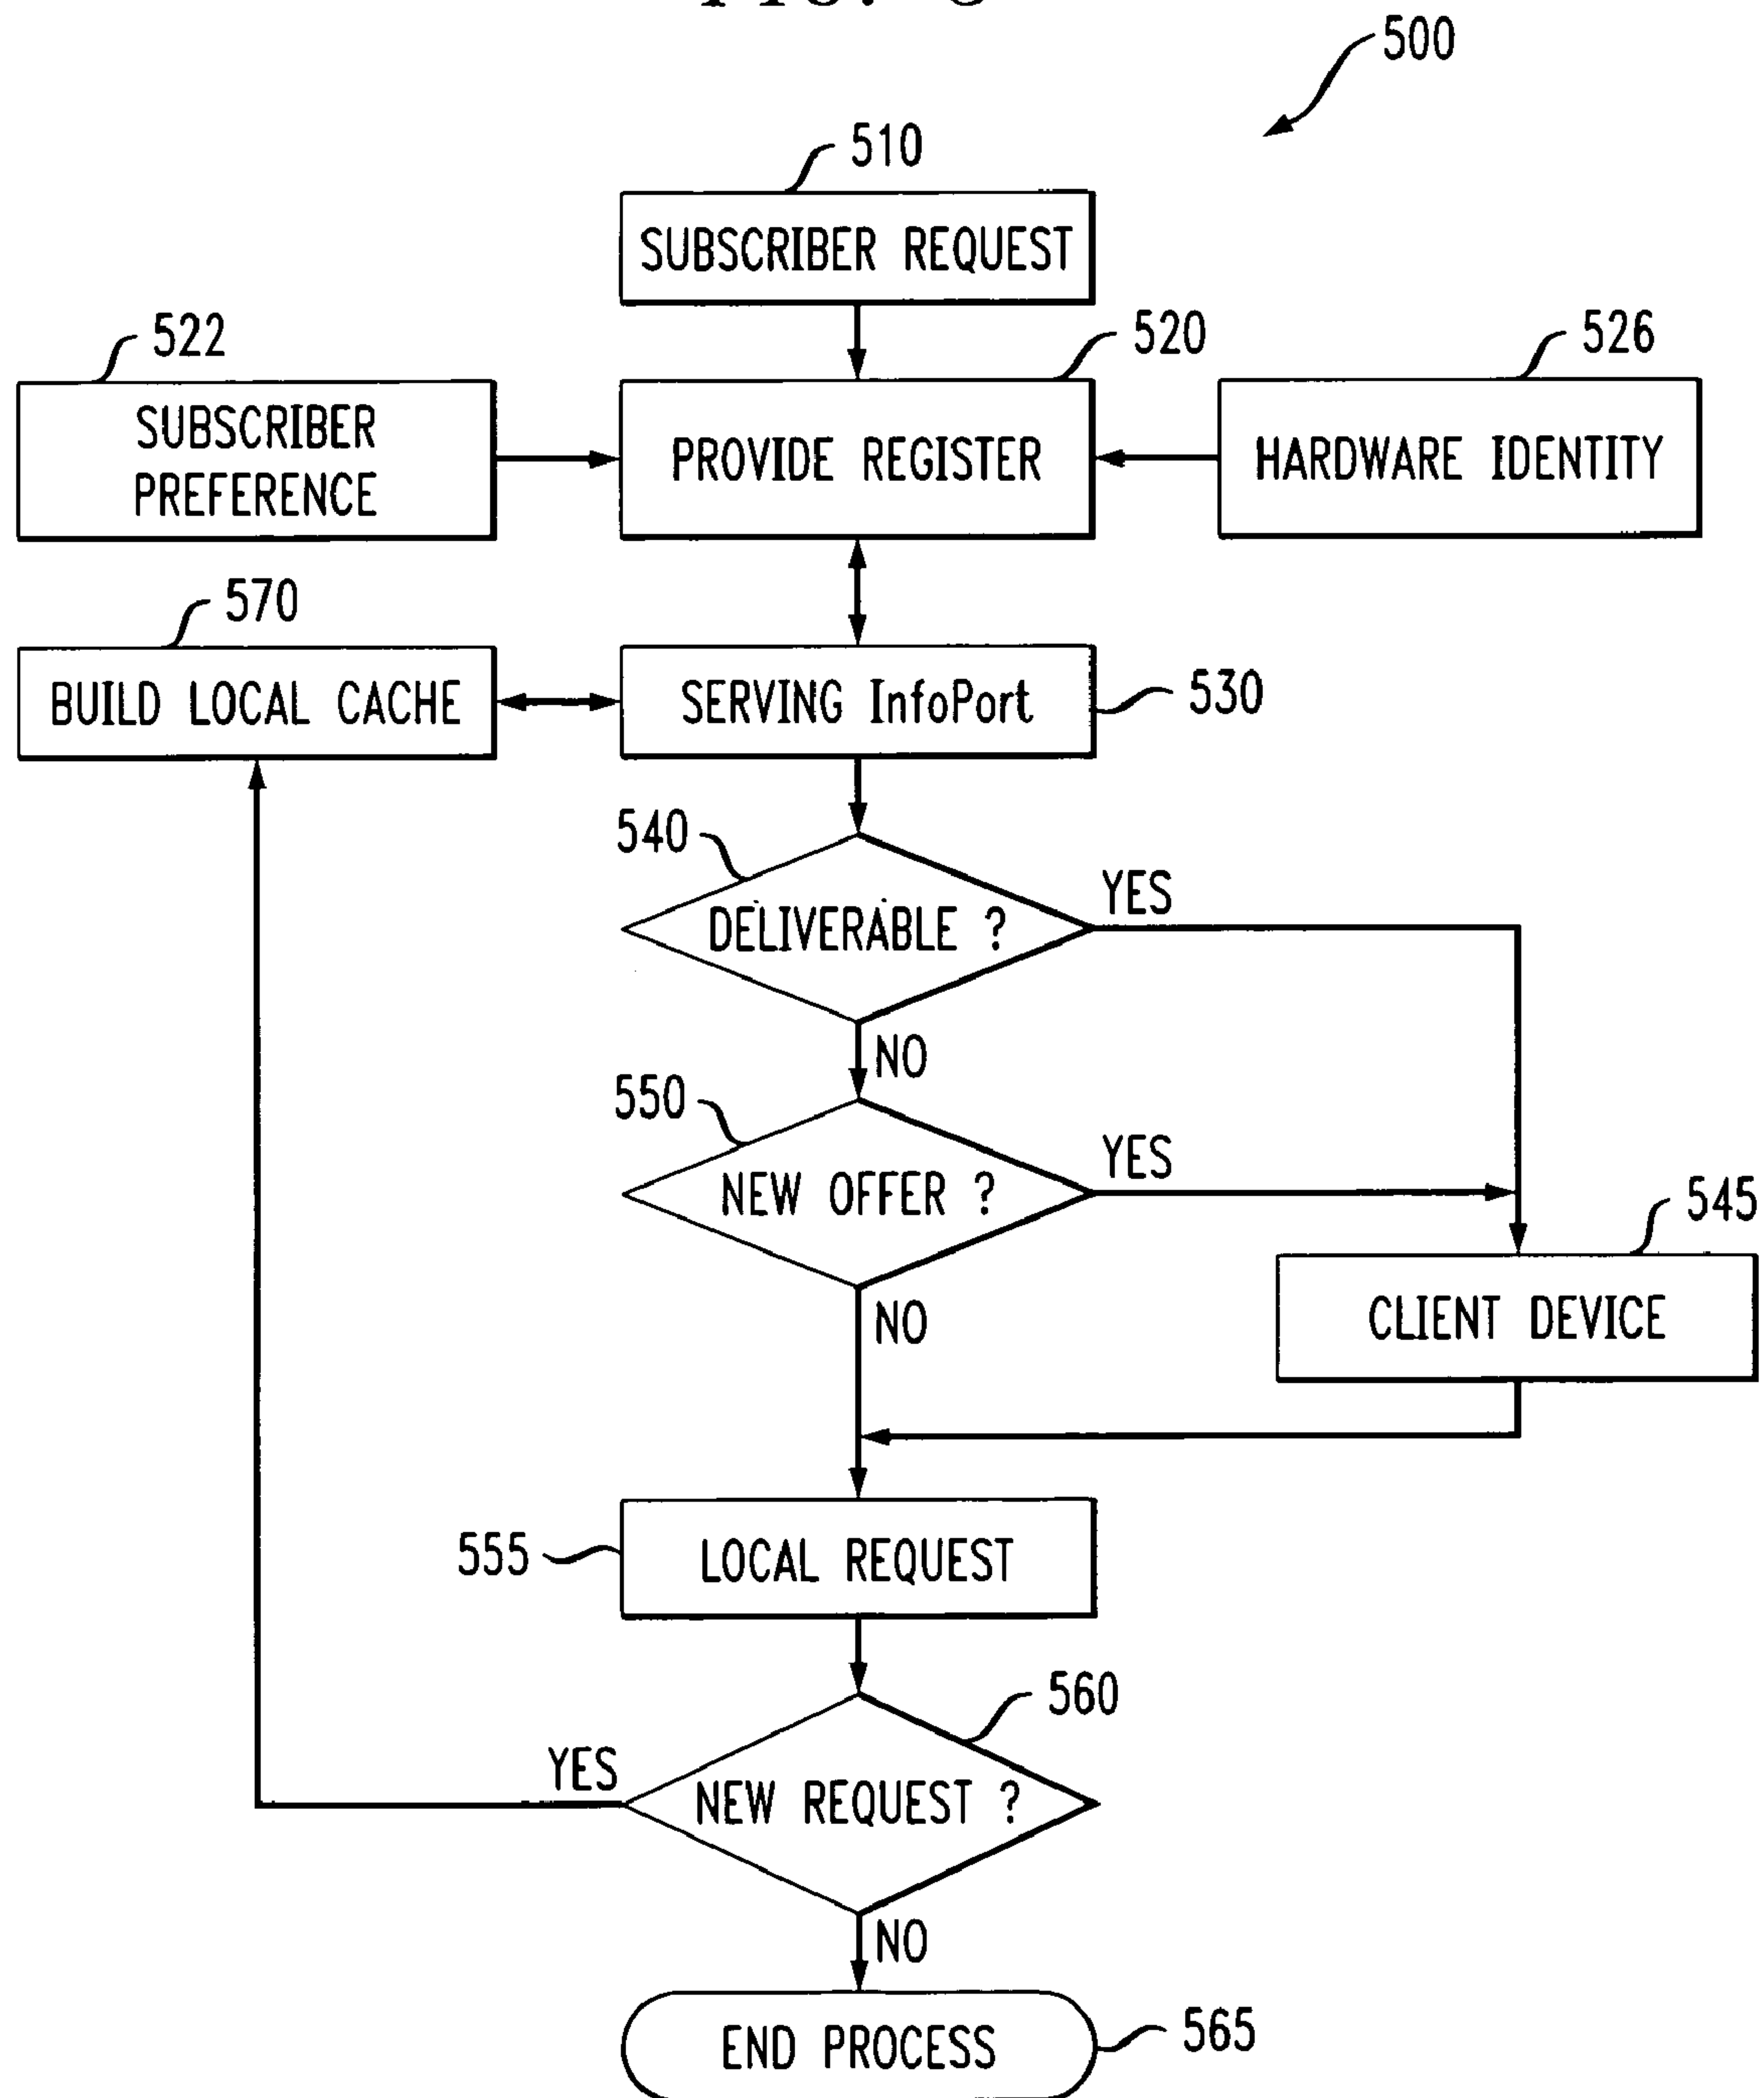 500
510
SUBSCRIBER REQUEST
522
520
526
SUBSCRIBER
PREFERENCE
PROVIDE REGISTER
HARDWARE IDENTITY
570
BUILD LOCAL CACHE
SERVING InfoPort
530
540
DELIVERABLE ?
YES
NO
550
NEW OFFER ?
YES
NO
545
CLIENT DEVICE
555
LOCAL REQUEST
560
YES
NEW REQUEST ?
NO
END PROCESS
565